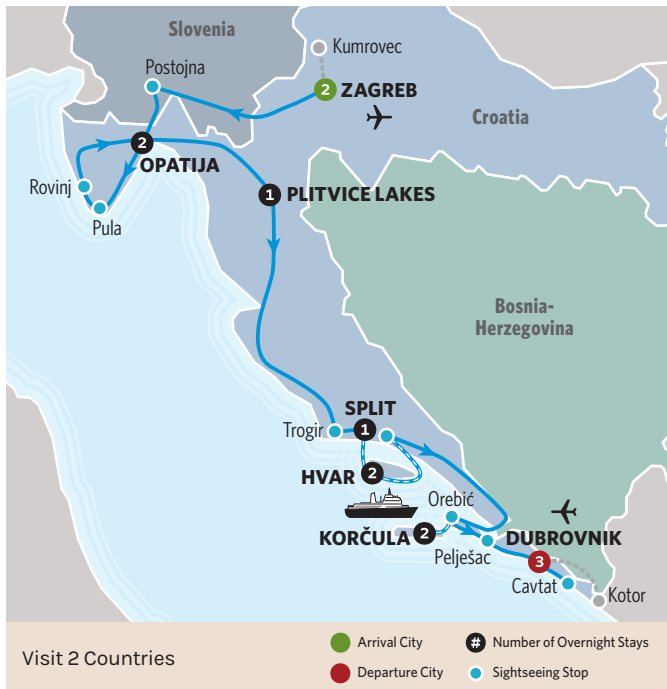 Slovenia
Kumrovec
Postojna
2
ZAGREB
Croatia
2
OPATIJA
Rovinj
1
PLITVICE LAKES
Pula
Bosnia-
Herzegovina
SPLIT
Trogir
1
HVAR
2
Orebić
KORČULA
2
DUBROVNIK
Pelješac
3
Cavtat
Kotor
Visit 2 Countries
Arrival City
# Number of Overnight Stays
Departure City
Sightseeing Stop